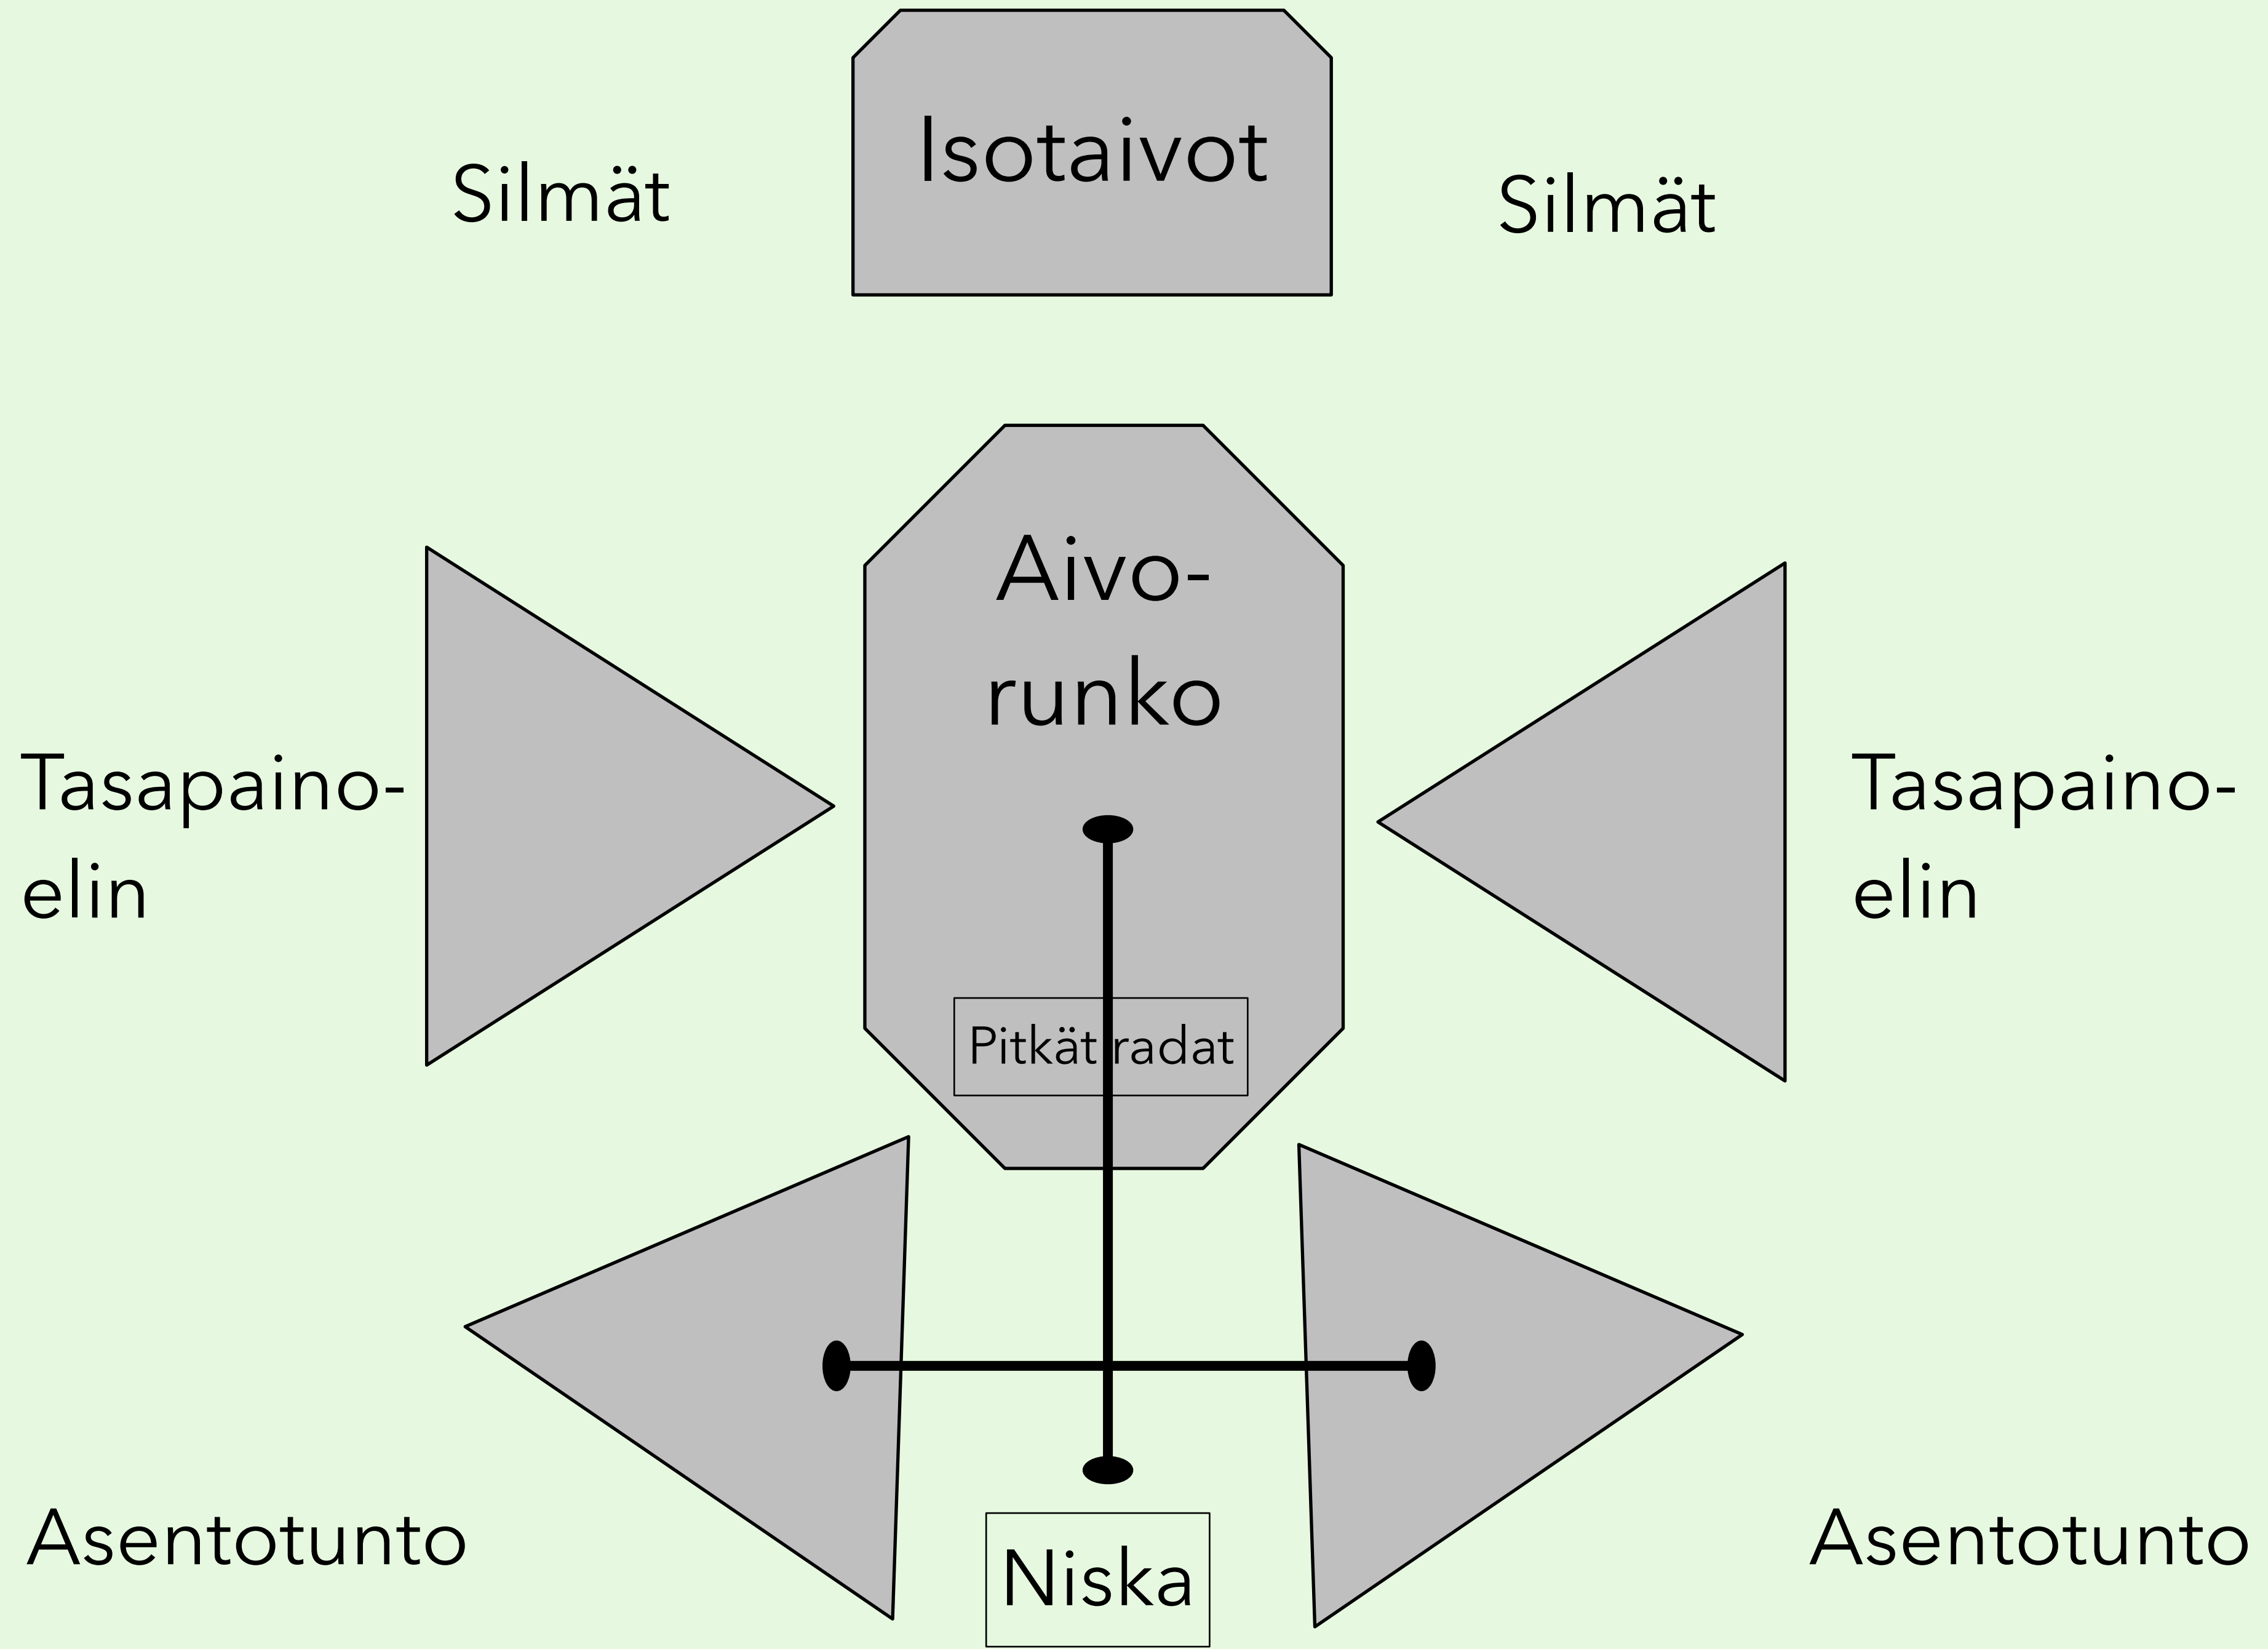 Isotaivot
Silmät
Silmät
Aivo-
runko
Tasapaino-
elin
Tasapaino-
elin
Pitkät radat
Asentotunto
Niska
Asentotunto